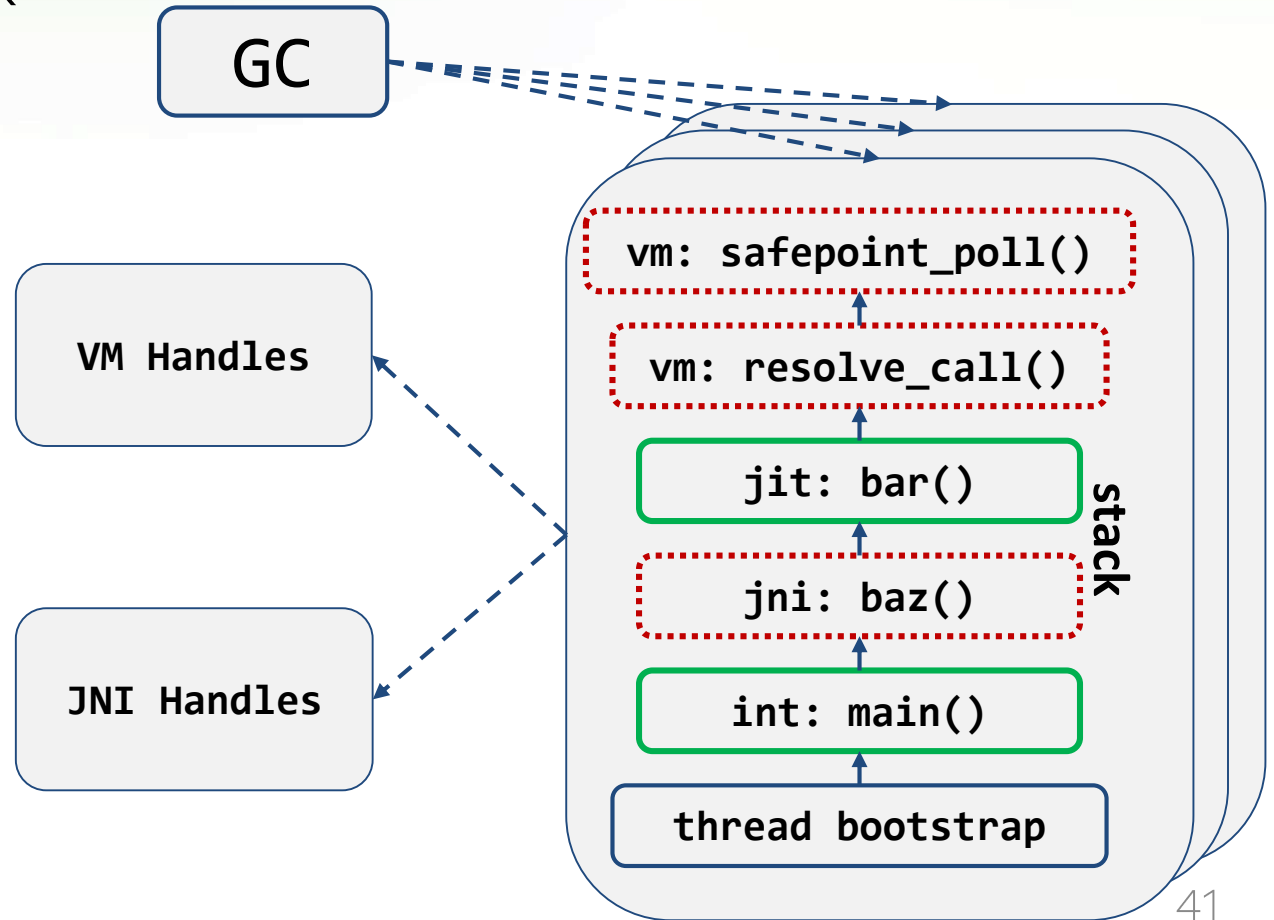 GC
vm: safepoint_poll()
VM Handles
vm: resolve_call()
jit: bar()
stack
jni: baz()
JNI Handles
int: main()
thread bootstrap
41